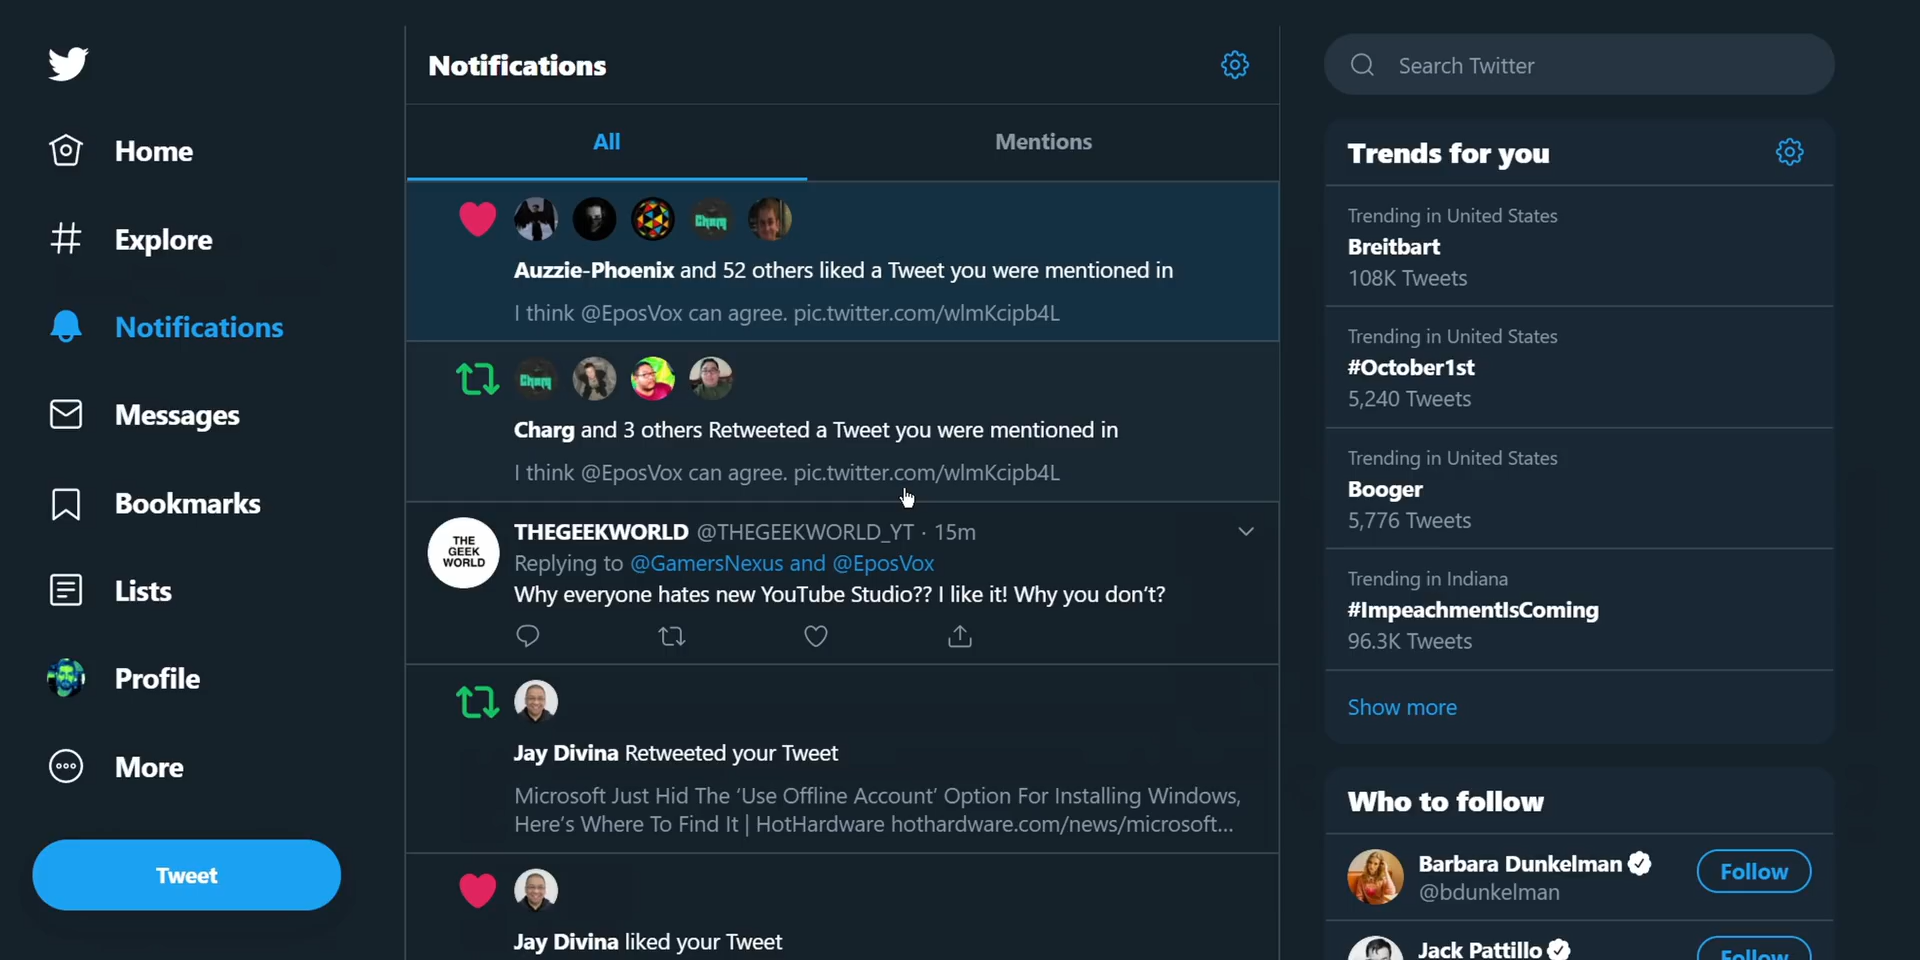 Home
Explore
Notifications
Messages
Bookmarks
Lists
Profile
More
Tweet
Notifications
All
Mentions
Charg
Auzzie-Phoenix and 52 others liked a Tweet you were mentioned in
I think @EposVox can agree. pic.twitter.com/wlmKcipb4L
Charg
Charg and 3 others Retweeted a Tweet you were mentioned in
I think @EposVox can agree. pic.twitter.com/wlmKcipb4L
THE
GEEK
WORLD
THEGEEKWORLD @THEGEEKWORLD_YT · 15m
Replying to @GamersNexus and @EposVox
Why everyone hates new YouTube Studio?? I like it! Why you don't?
Jay Divina Retweeted your Tweet
Microsoft Just Hid The ‘Use Offline Account’ Option For Installing Windows,
Here’s Where To Find It | HotHardware hothardware.com/news/microsoft...
Jay Divina liked your Tweet
Search Twitter
Trends for you
Trending in United States
Breitbart
108K Tweets
Trending in United States
#October1st
5,240 Tweets
Trending in United States
Booger
5,776 Tweets
Trending in Indiana
#ImpeachmentIsComing
96.3K Tweets
Show more
Who to follow
Barbara Dunkelman
@bdunkelman
Follow
Jack Pattillo
Follow